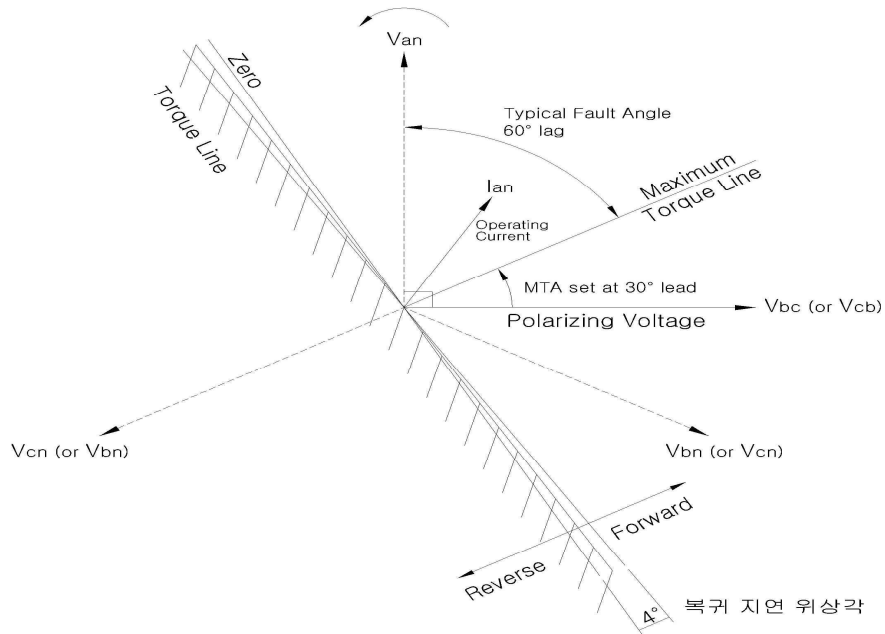 Van
Zero
Torque Line
Typical Fault Angle
60° lag
Ian
Operating
Current
Maximum
Torque Line
MTA set at 30° lead
Polarizing Voltage
Vbc (or Vcb)
Vcn (or Vbn)
Vbn (or Vcn)
Forward
Reverse
4°
복귀 지연 위상각